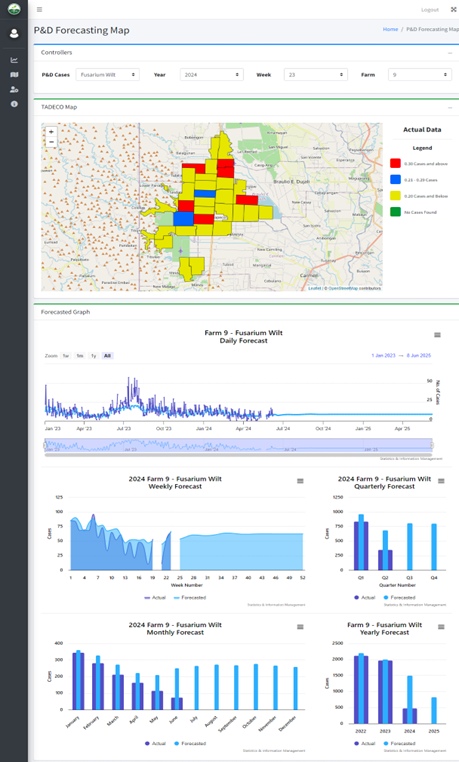 Logout
P&D Forecasting Map
Home / P&D Forecasting Map
Controllers
P&D Cases
Fusarium Wilt
Year
2024
Week
23
Farm
9
TADECO Map
+
−
Braulio E. Dujali
Carmen
Leaflet | © OpenStreetMap contributors
Actual Data
Legend
0.30 Cases and above
0.20 Cases and Below
No Cases Found
Forecasted Graph
Farm 9 - Fusarium Wilt
Daily Forecast
Zoom 1w 1m 1y All
1 Jan 2023 → 8 Jun 2025
50
25
0
No. of Cases
Jan '23 Apr '23 Jul '23 Oct '23 Jan '24 Apr '24 Jul '24 Oct '24 Jan '25 Apr '25
Statistics & Information Management
2024 Farm 9 - Fusarium Wilt
Weekly Forecast
125
100
75
50
25
0
Cases
1 4 7 10 13 16 19 22 25 28 31 34 37 40 43 46 49 52
Week Number
Actual Forecasted
Statistics & Information Management
2024 Farm 9 - Fusarium Wilt
Quarterly Forecast
1250
1000
750
500
250
0
Cases
Q1 Q2 Q3 Q4
Quarter Number
Actual Forecasted
Statistics & Information Management
2024 Farm 9 - Fusarium Wilt
Monthly Forecast
400
300
200
100
0
Cases
January February March April May June July August September October November December
Actual Forecasted
Statistics & Information Management
Farm 9 - Fusarium Wilt
Yearly Forecast
2500
2000
1500
1000
500
0
Cases
2022 2023 2024 2025
Actual Forecasted
Statistics & Information Management